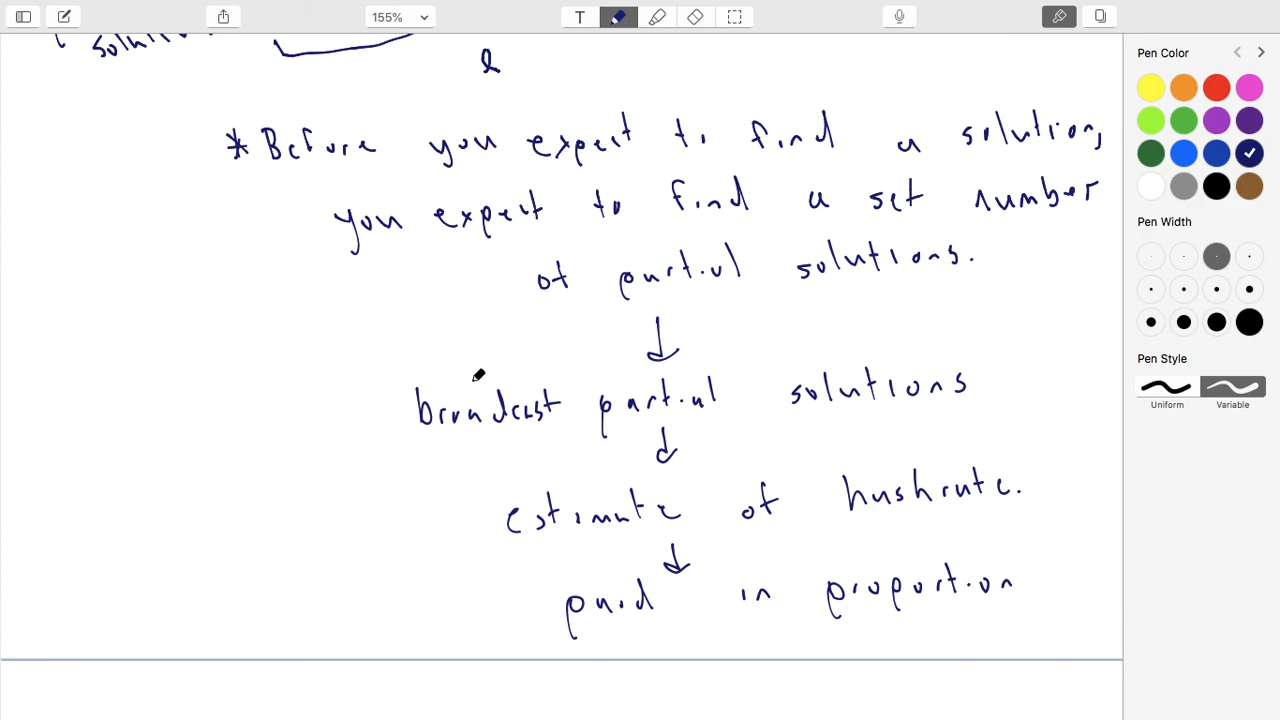 155%
T
Pen Color
solution
l
*Before you expect to find a solution,
you expect to find a set number
of partial solutions.
broadcast partial solutions
estimate of hashrate.
paid in proportion
Pen Width
Pen Style
Uniform
Variable